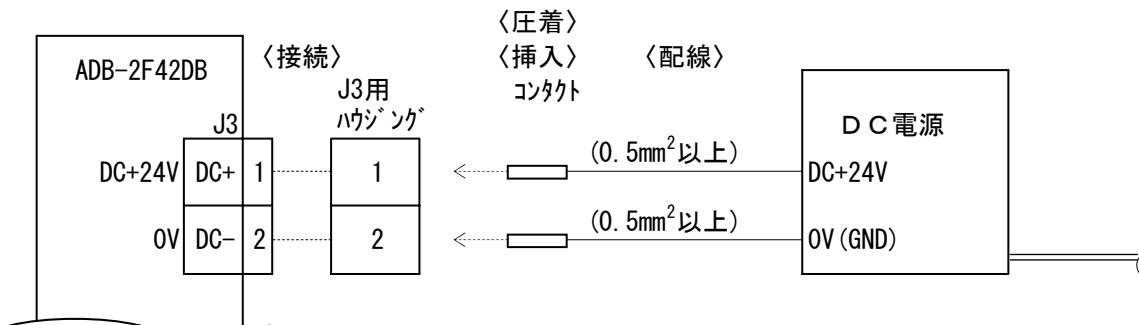 〈圧着〉
ADB-2F42DB
〈接続〉
〈挿入〉
〈配線〉
J3用
ﾊｳｼﾞﾝｸﾞ
ｺﾝﾀｸﾄ
J3
ＤＣ電源
(0.5mm²以上)
DC+24V DC+ 1
1
DC+24V
(0.5mm²以上)
0V DC- 2
2
0V(GND)